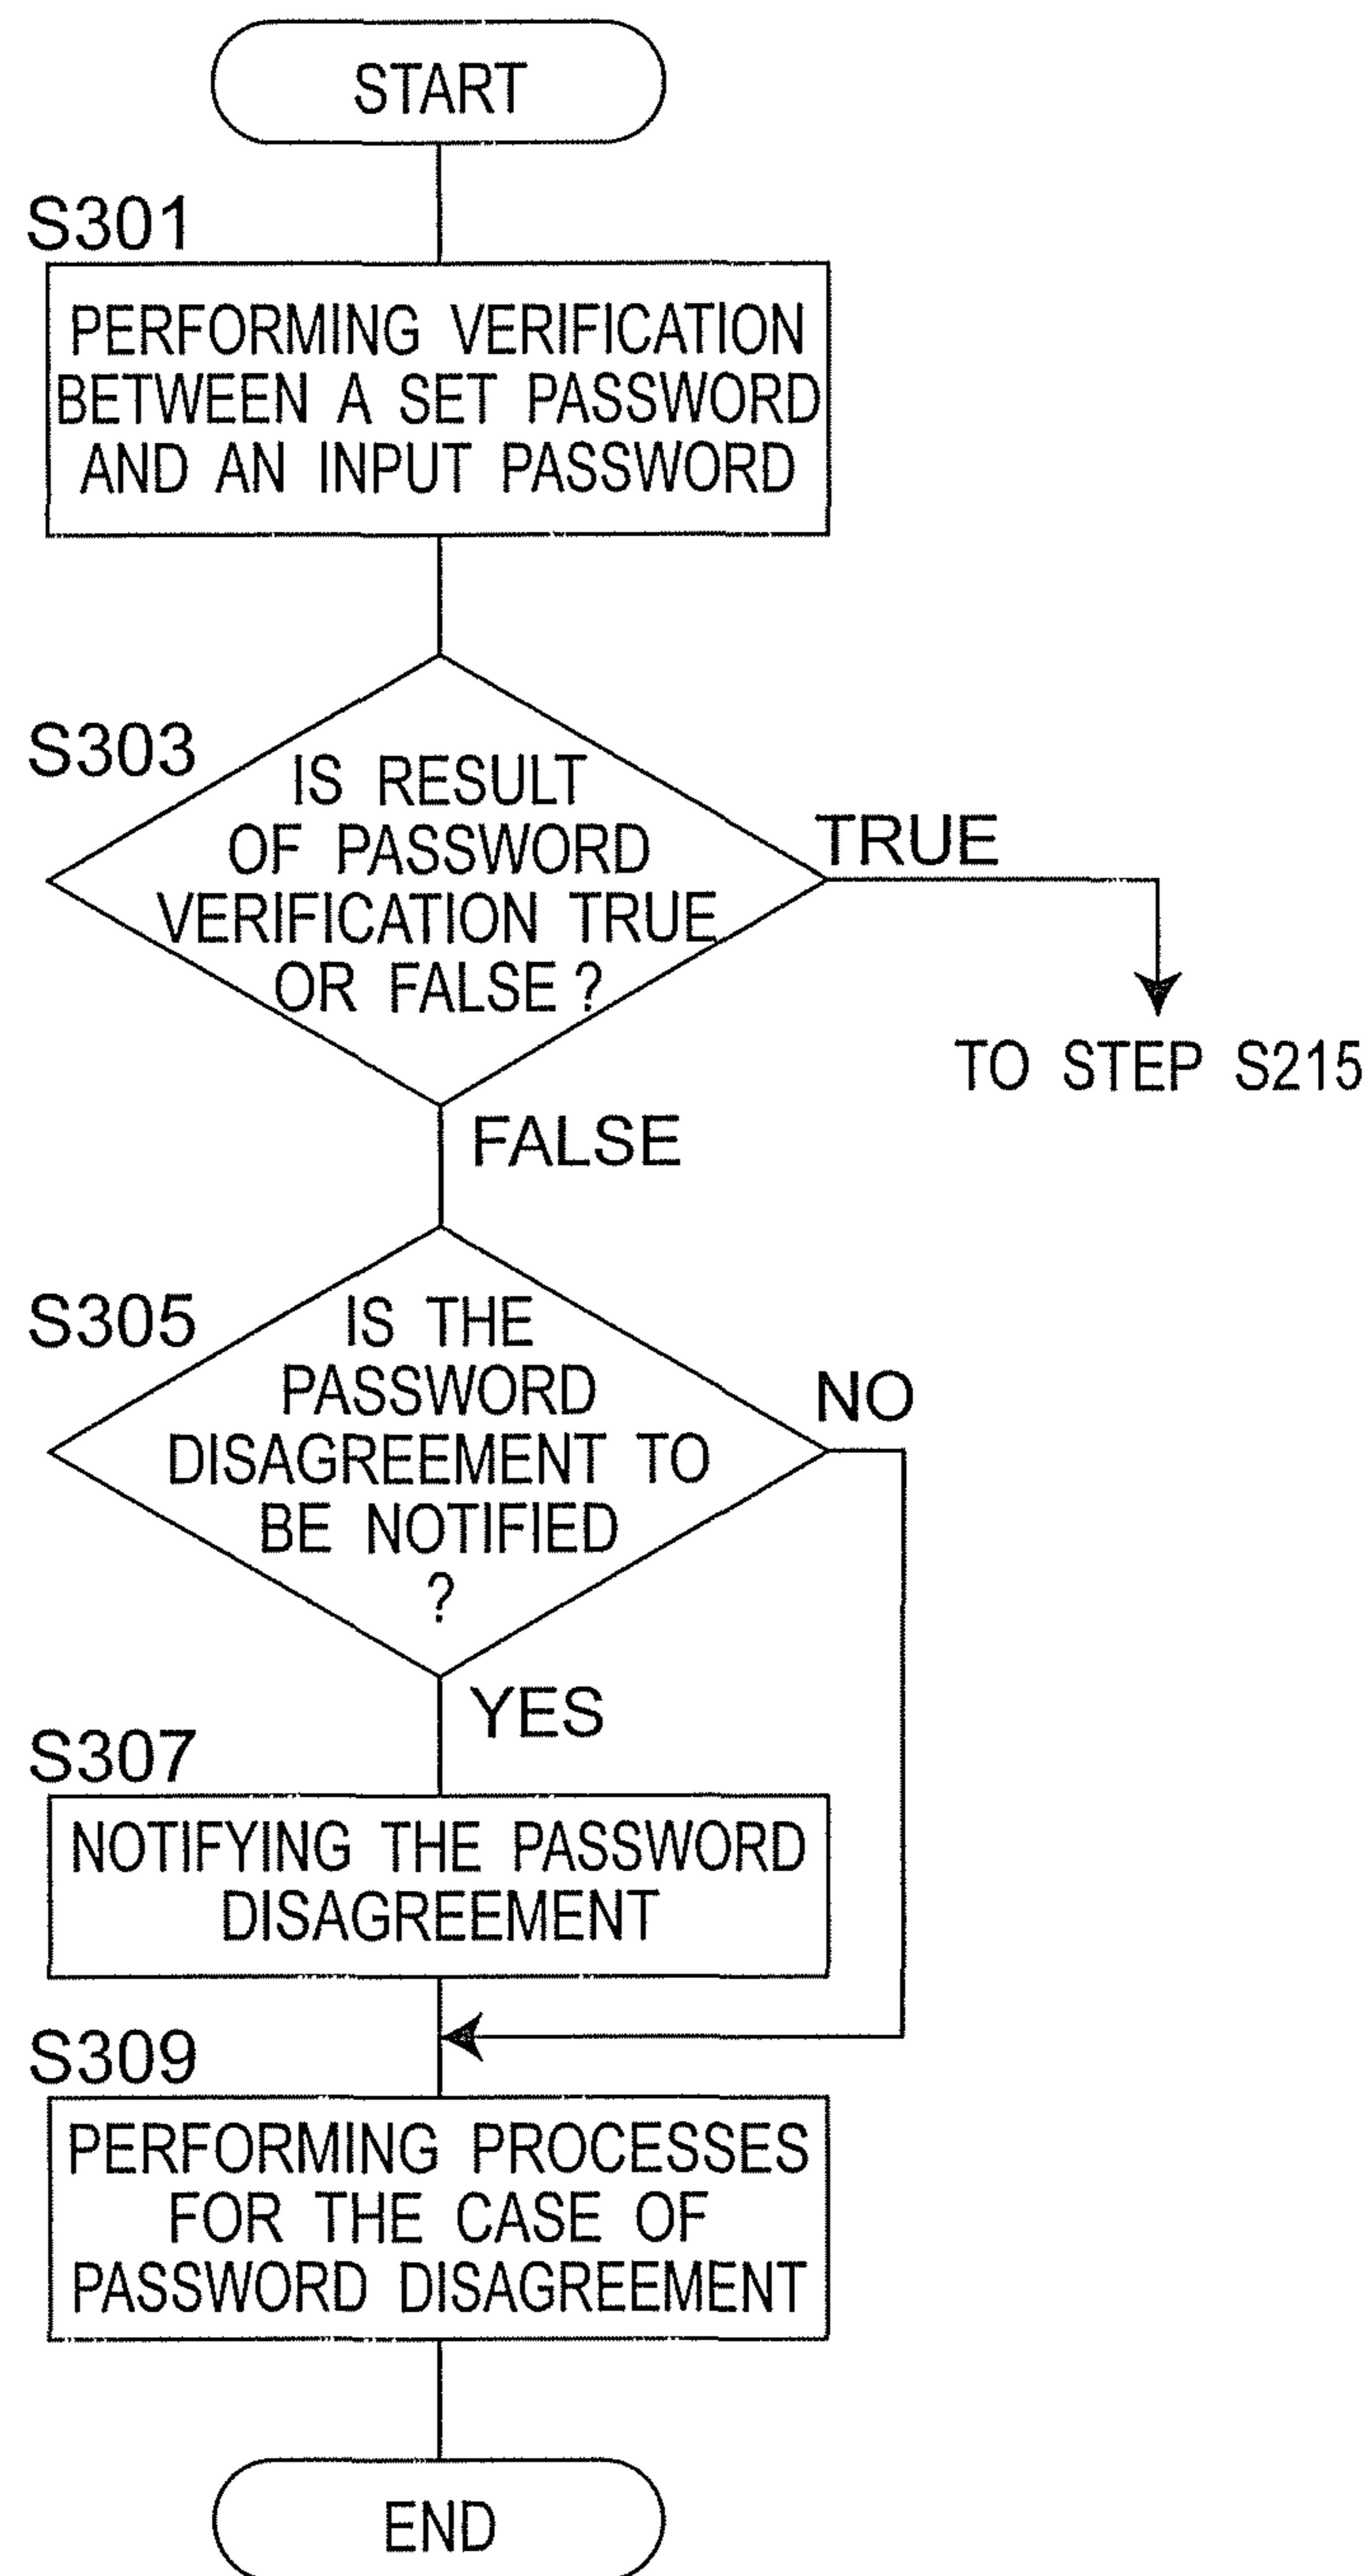 START
S301
PERFORMING VERIFICATION
BETWEEN A SET PASSWORD
AND AN INPUT PASSWORD
S303
IS RESULT
OF PASSWORD
VERIFICATION TRUE
OR FALSE ?
TRUE
TO STEP S215
FALSE
S305
IS THE
PASSWORD
DISAGREEMENT TO
BE NOTIFIED
?
NO
YES
S307
NOTIFYING THE PASSWORD
DISAGREEMENT
S309
PERFORMING PROCESSES
FOR THE CASE OF
PASSWORD DISAGREEMENT
END